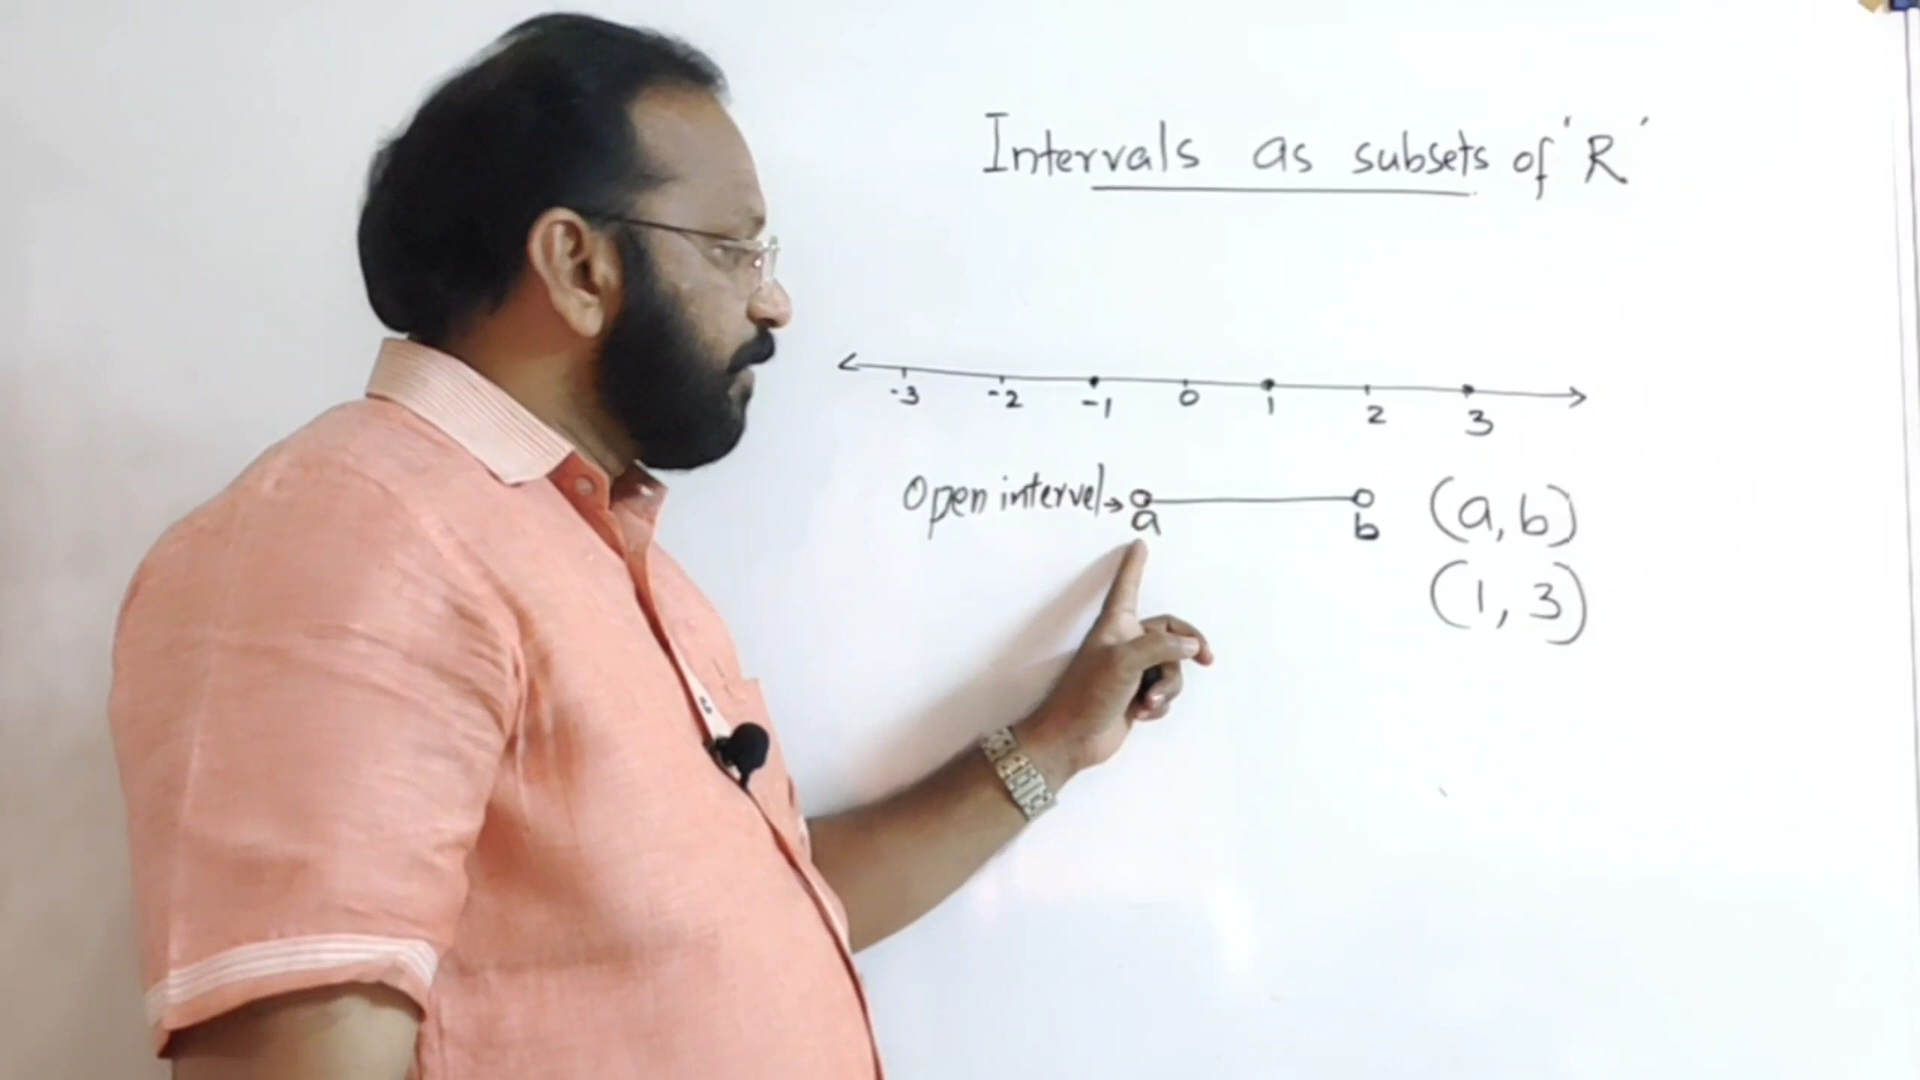 Intervals as subsets of 'R'
-3 -2 -1 0 1 2 3
Open intervel→ a b (a, b)
(1, 3)